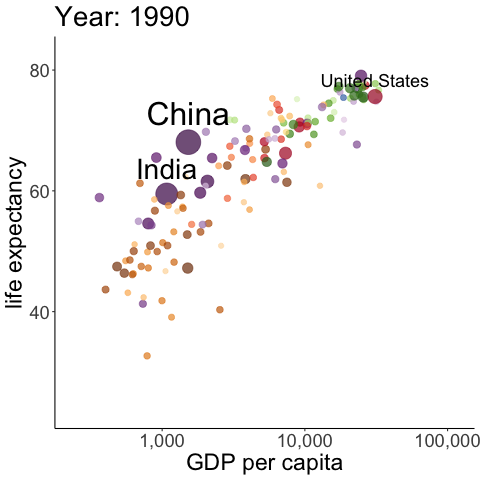 Year: 1990
80
United States
China
India
60
40
life expectancy
1,000
10,000
100,000
GDP per capita